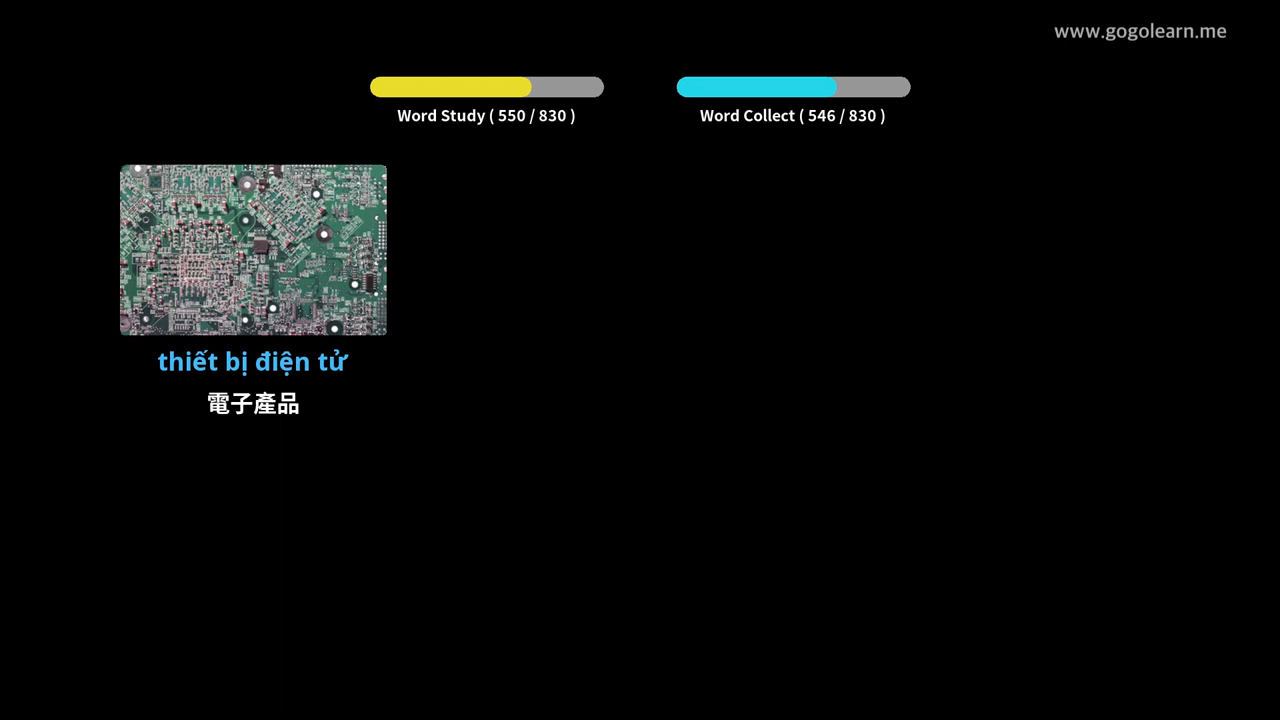 www.gogolearn.me
Word Study ( 550 / 830 )
Word Collect ( 546 / 830 )
thiết bị điện tử
電子產品